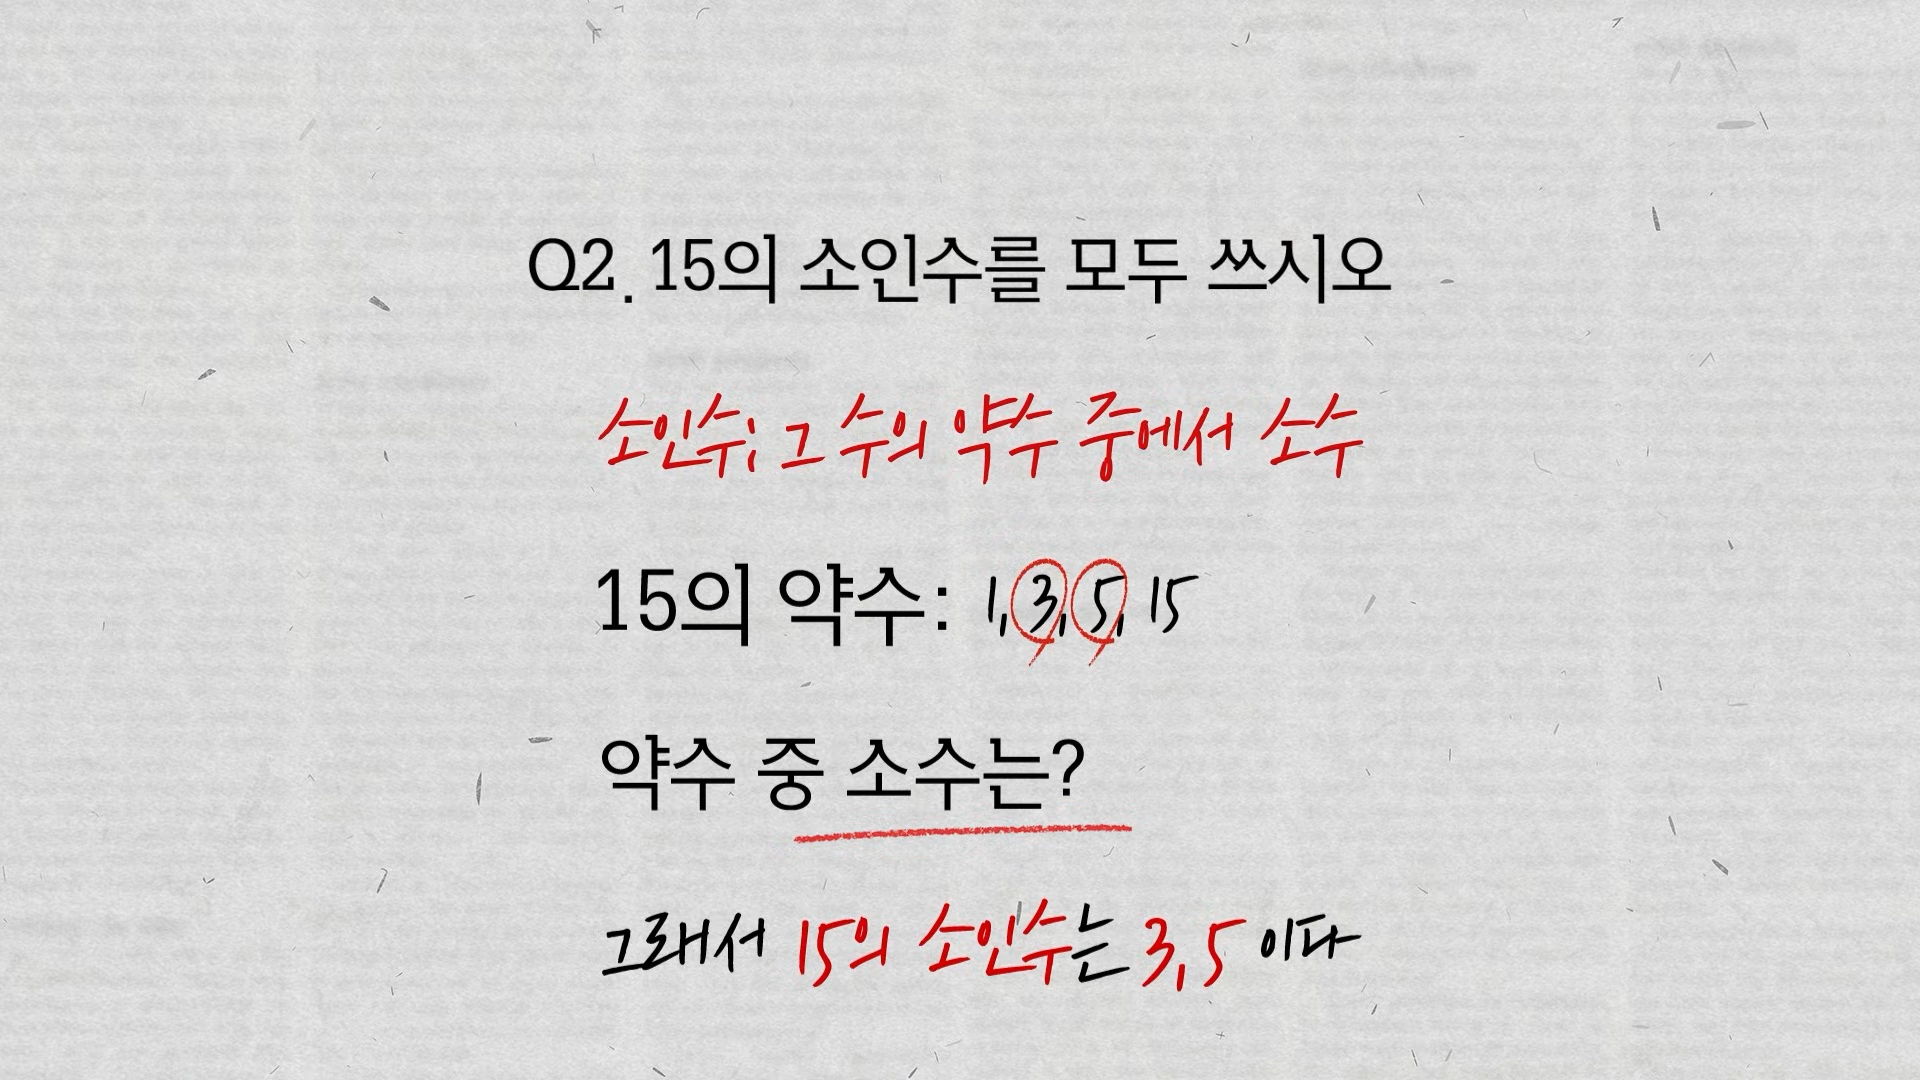 Q2. 15의 소인수를 모두 쓰시오
소인수; 그 수의 약수 중에서 소수
15의 약수: 1, 3, 5, 15
약수 중 소수는?
그래서 15의 소인수는 3, 5 이다